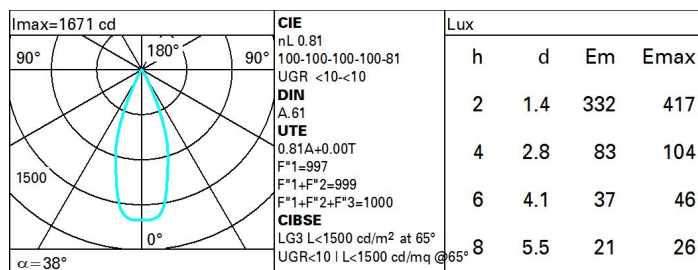 Imax=1671 cd
90°
180°
90°
1500
0°
α=38°
CIE
nL 0.81
100-100-100-100-81
UGR <10-<10
DIN
A.61
UTE
0.81A+0.00T
F"1=997
F"1+F"2=999
F"1+F"2+F"3=1000
CIBSE
LG3 L<1500 cd/m² at 65°
UGR<10 | L<1500 cd/mq @65°
Lux
h d Em Emax
2 1.4 332 417
4 2.8 83 104
6 4.1 37 46
8 5.5 21 26